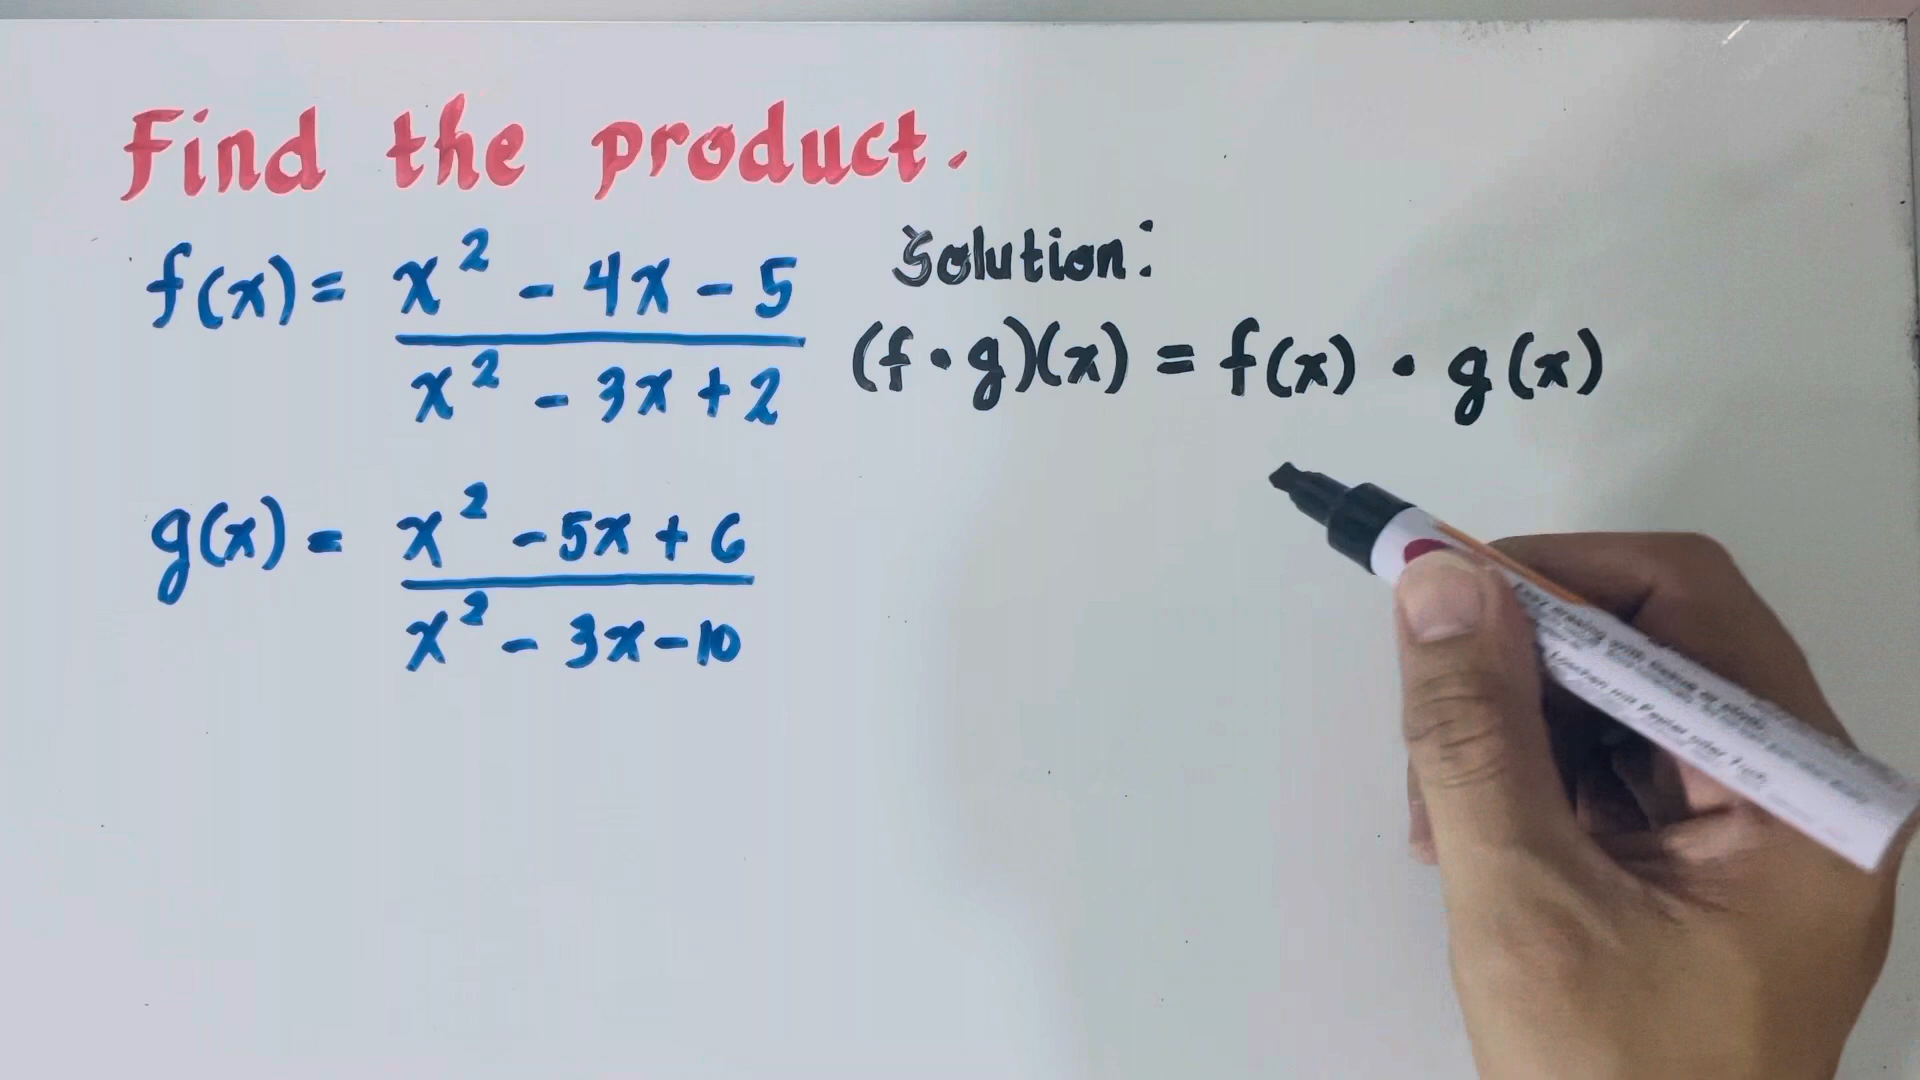 Find the product.
f(x) = x² - 4x - 5
x² - 3x + 2
g(x) = x² - 5x + 6
x² - 3x - 10
Solution:
(f • g)(x) = f(x) • g(x)